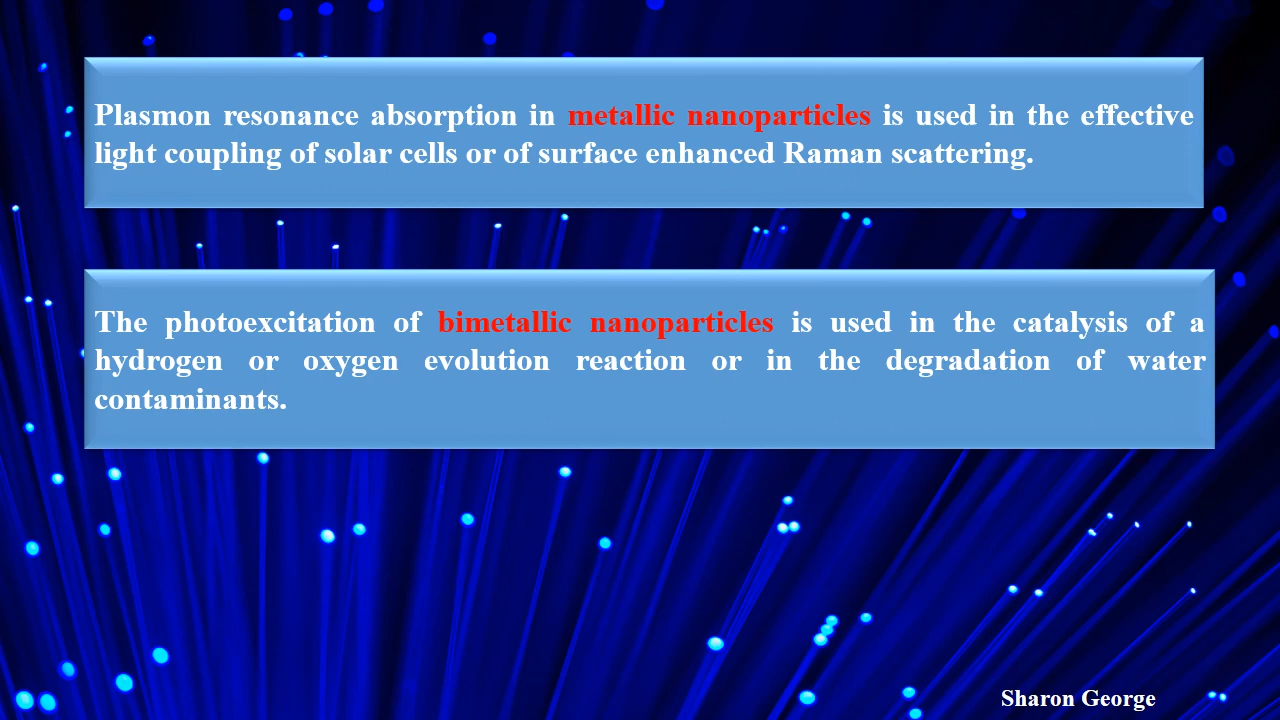 Plasmon resonance absorption in metallic nanoparticles is used in the effective
light coupling of solar cells or of surface enhanced Raman scattering.
The photoexcitation of bimetallic nanoparticles is used in the catalysis of a
hydrogen or oxygen evolution reaction or in the degradation of water
contaminants.
Sharon George